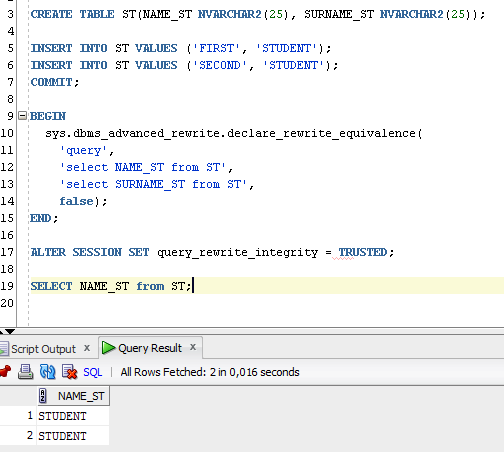 3 CREATE TABLE ST(NAME_ST NVARCHAR2(25), SURNAME_ST NVARCHAR2(25));
4
5 INSERT INTO ST VALUES ('FIRST', 'STUDENT');
6 INSERT INTO ST VALUES ('SECOND', 'STUDENT');
7 COMMIT;
8
9 BEGIN
10 sys.dbms_advanced_rewrite.declare_rewrite_equivalence(
11 'query',
12 'select NAME_ST from ST',
13 'select SURNAME_ST from ST',
14 false);
15 END;
16
17 ALTER SESSION SET query_rewrite_integrity = TRUSTED;
18
19 SELECT NAME_ST from ST;
20
Script Output x Query Result x
SQL | All Rows Fetched: 2 in 0,016 seconds
NAME_ST
1 STUDENT
2 STUDENT